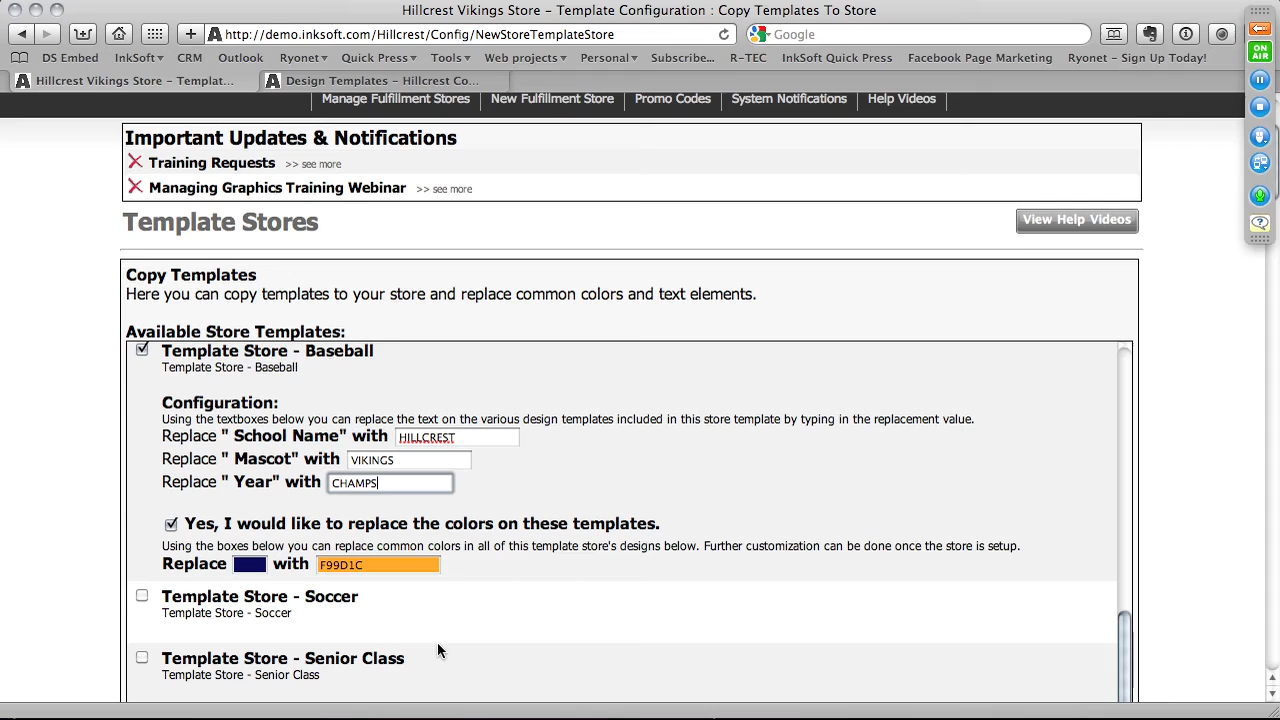 Hillcrest Vikings Store – Template Configuration : Copy Templates To Store
http://demo.inksoft.com/Hillcrest/Config/NewStoreTemplateStore
Google
DS Embed InkSoft CRM Outlook Ryonet Quick Press Tools Web projects Personal Subscribe... R-TEC InkSoft Quick Press Facebook Page Marketing Ryonet - Sign Up Today!
Hillcrest Vikings Store – Templat... Design Templates – Hillcrest Co...
ON AIR
Manage Fulfillment Stores New Fulfillment Store Promo Codes System Notifications Help Videos
Important Updates & Notifications
Training Requests >> see more
Managing Graphics Training Webinar >> see more
Template Stores
View Help Videos
Copy Templates
Here you can copy templates to your store and replace common colors and text elements.
Available Store Templates:
Template Store - Baseball
Template Store - Baseball
Configuration:
Using the textboxes below you can replace the text on the various design templates included in this store template by typing in the replacement value.
Replace " School Name" with HILLCREST
Replace " Mascot" with VIKINGS
Replace " Year" with CHAMPS
Yes, I would like to replace the colors on these templates.
Using the boxes below you can replace common colors in all of this template store's designs below. Further customization can be done once the store is setup.
Replace with F99D1C
Template Store - Soccer
Template Store - Soccer
Template Store - Senior Class
Template Store - Senior Class